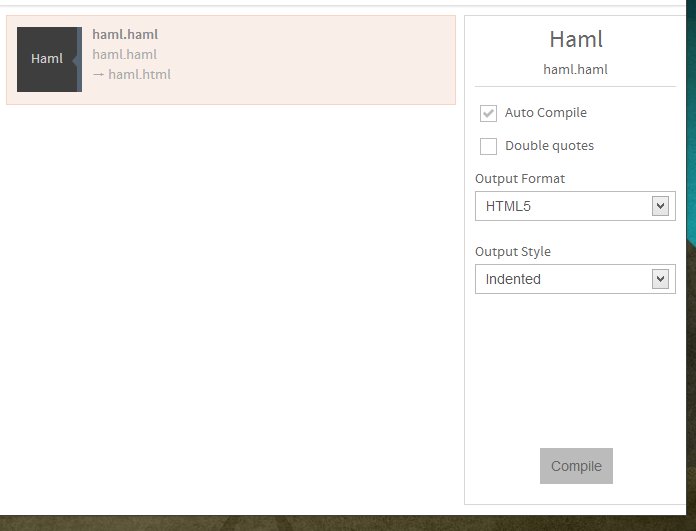 Haml
haml.haml
haml.haml
→ haml.html
Haml
haml.haml
Auto Compile
Double quotes
Output Format
HTML5
Output Style
Indented
Compile